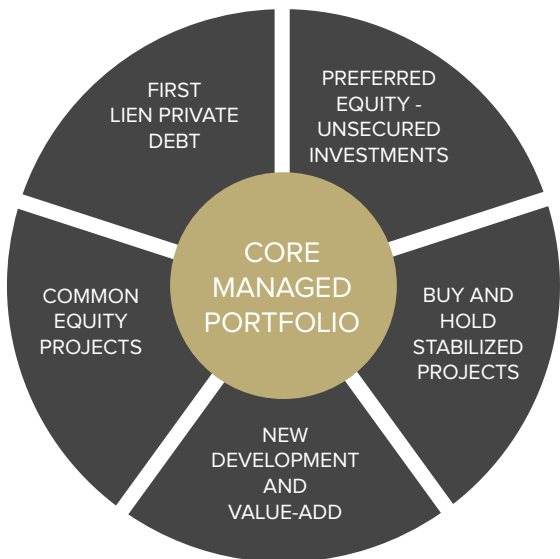 FIRST
LIEN PRIVATE
DEBT
PREFERRED
EQUITY -
UNSECURED
INVESTMENTS
CORE
MANAGED
PORTFOLIO
COMMON
EQUITY
PROJECTS
BUY AND
HOLD
STABILIZED
PROJECTS
NEW
DEVELOPMENT
AND
VALUE-ADD